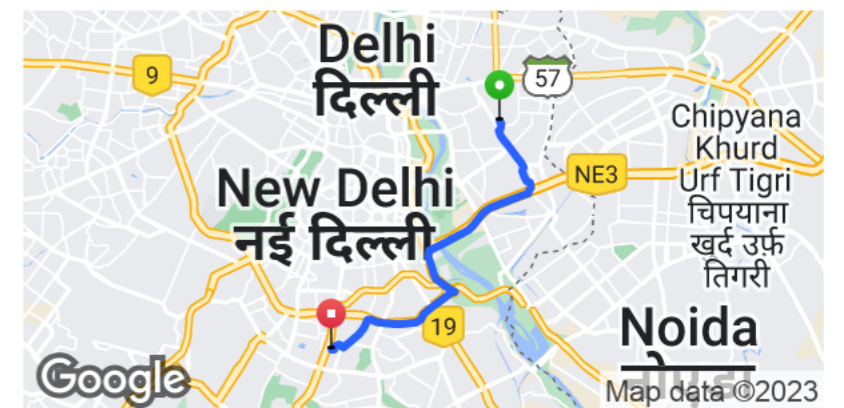 Delhi
दिल्ली
9
57
Chipyana
Khurd
Urf Tigri
चिपयाना
खुर्द उर्फ़
तिगरी
NE3
New Delhi
नई दिल्ली
19
Noida
Google
Map data ©2023